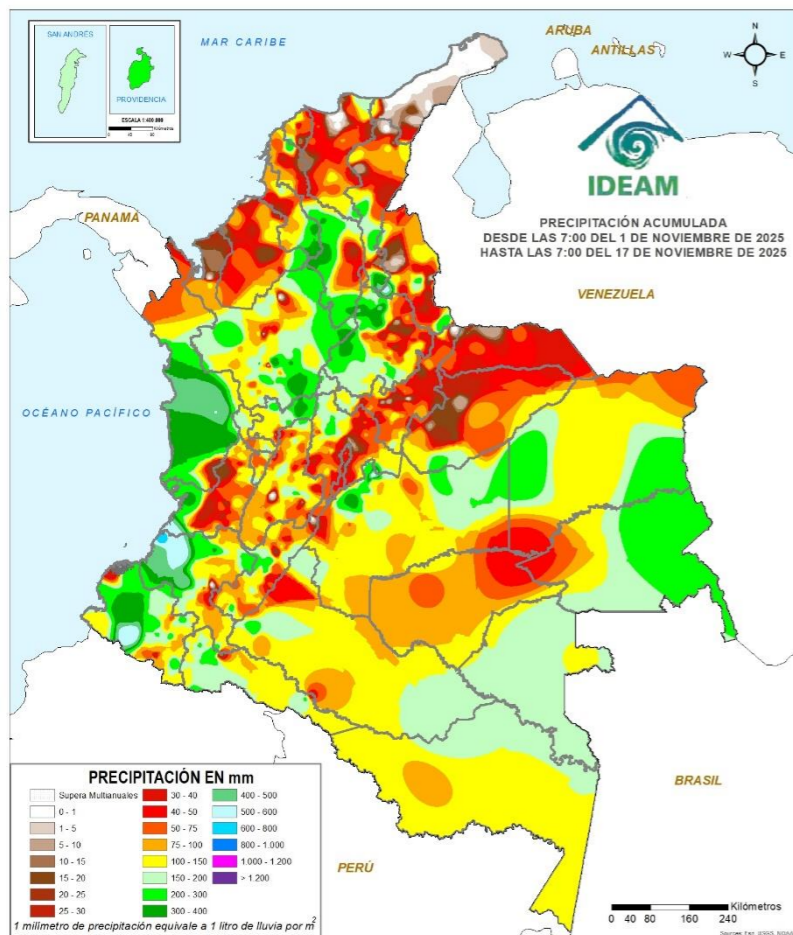 SAN ANDRÉS
PROVIDENCIA
ESCALA 1:400 000
Kilómetros
MAR CARIBE
ARUBA
ANTILLAS
N
W
E
S
IDEAM
PRECIPITACIÓN ACUMULADA
DESDE LAS 7:00 DEL 1 DE NOVIEMBRE DE 2025
HASTA LAS 7:00 DEL 17 DE NOVIEMBRE DE 2025
PANAMÁ
VENEZUELA
OCÉANO PACÍFICO
BRASIL
PERÚ
PRECIPITACIÓN EN mm
Supera Multianuales
0 - 1
1 - 5
5 - 10
10 - 15
15 - 20
20 - 25
25 - 30
30 - 40
40 - 50
50 - 75
75 - 100
100 - 150
150 - 200
200 - 300
300 - 400
400 - 500
500 - 600
600 - 800
800 - 1.000
1.000 - 1.200
> 1.200
1 milímetro de precipitación equivale a 1 litro de lluvia por m2
Kilómetros
0 40 80 160 240